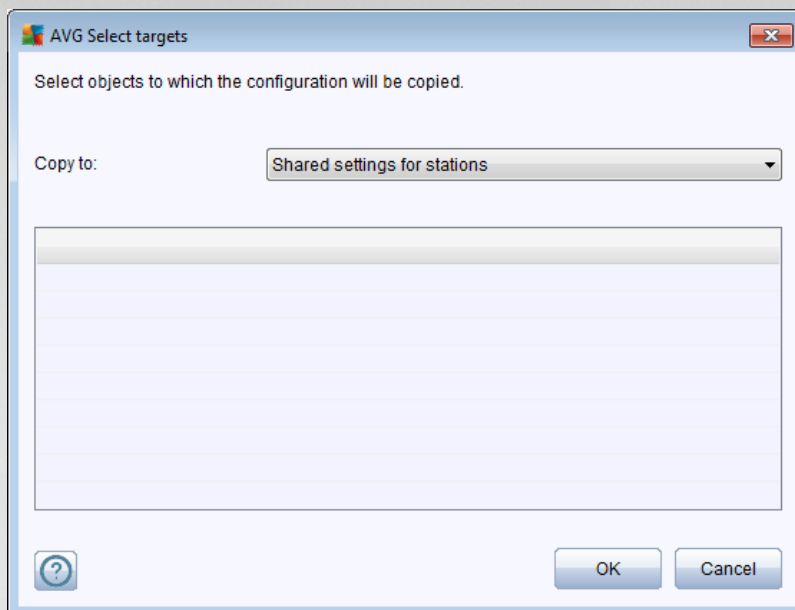 AVG Select targets
Select objects to which the configuration will be copied.
Copy to: Shared settings for stations
?
OK Cancel